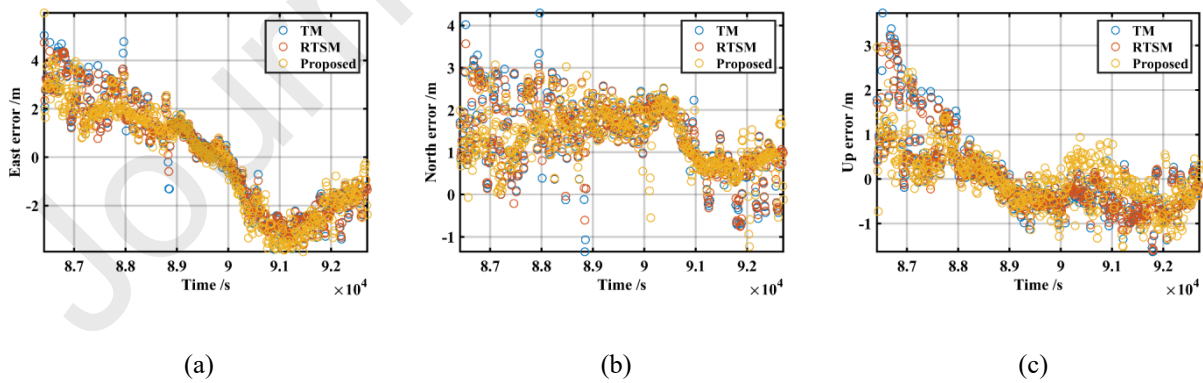 Journ
East error /m
4
2
0
-2
TM
RTSM
Proposed
8.7 8.8 8.9 9 9.1 9.2
Time /s
×10⁴
(a)
North error /m
4
3
2
1
0
-1
TM
RTSM
Proposed
8.7 8.8 8.9 9 9.1 9.2
Time /s
×10⁴
(b)
Up error /m
3
2
1
0
-1
TM
RTSM
Proposed
8.7 8.8 8.9 9 9.1 9.2
Time /s
×10⁴
(c)